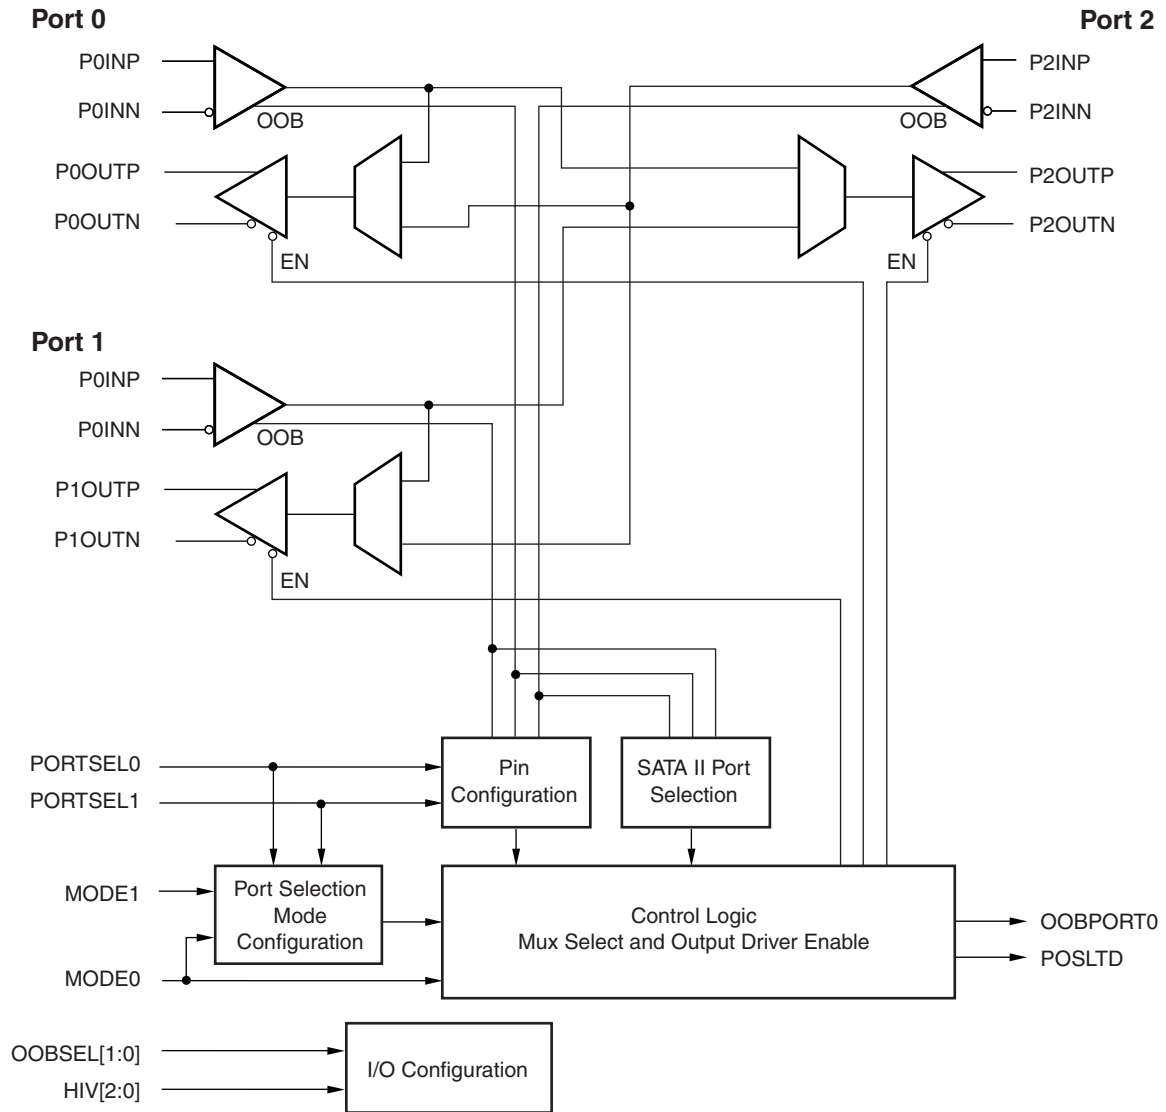 Port 0
Port 2
P0INP
P2INP
P0INN
OOB
OOB
P2INN
P0OUTP
P2OUTP
P0OUTN
P2OUTN
EN
EN
Port 1
P0INP
P0INN
OOB
P1OUTP
P1OUTN
EN
PORTSEL0
PORTSEL1
Pin
Configuration
SATA II Port
Selection
MODE1
MODE0
Port Selection
Mode
Configuration
Control Logic
Mux Select and Output Driver Enable
OOBPORT0
POSLTD
OOBSEL[1:0]
HIV[2:0]
I/O Configuration